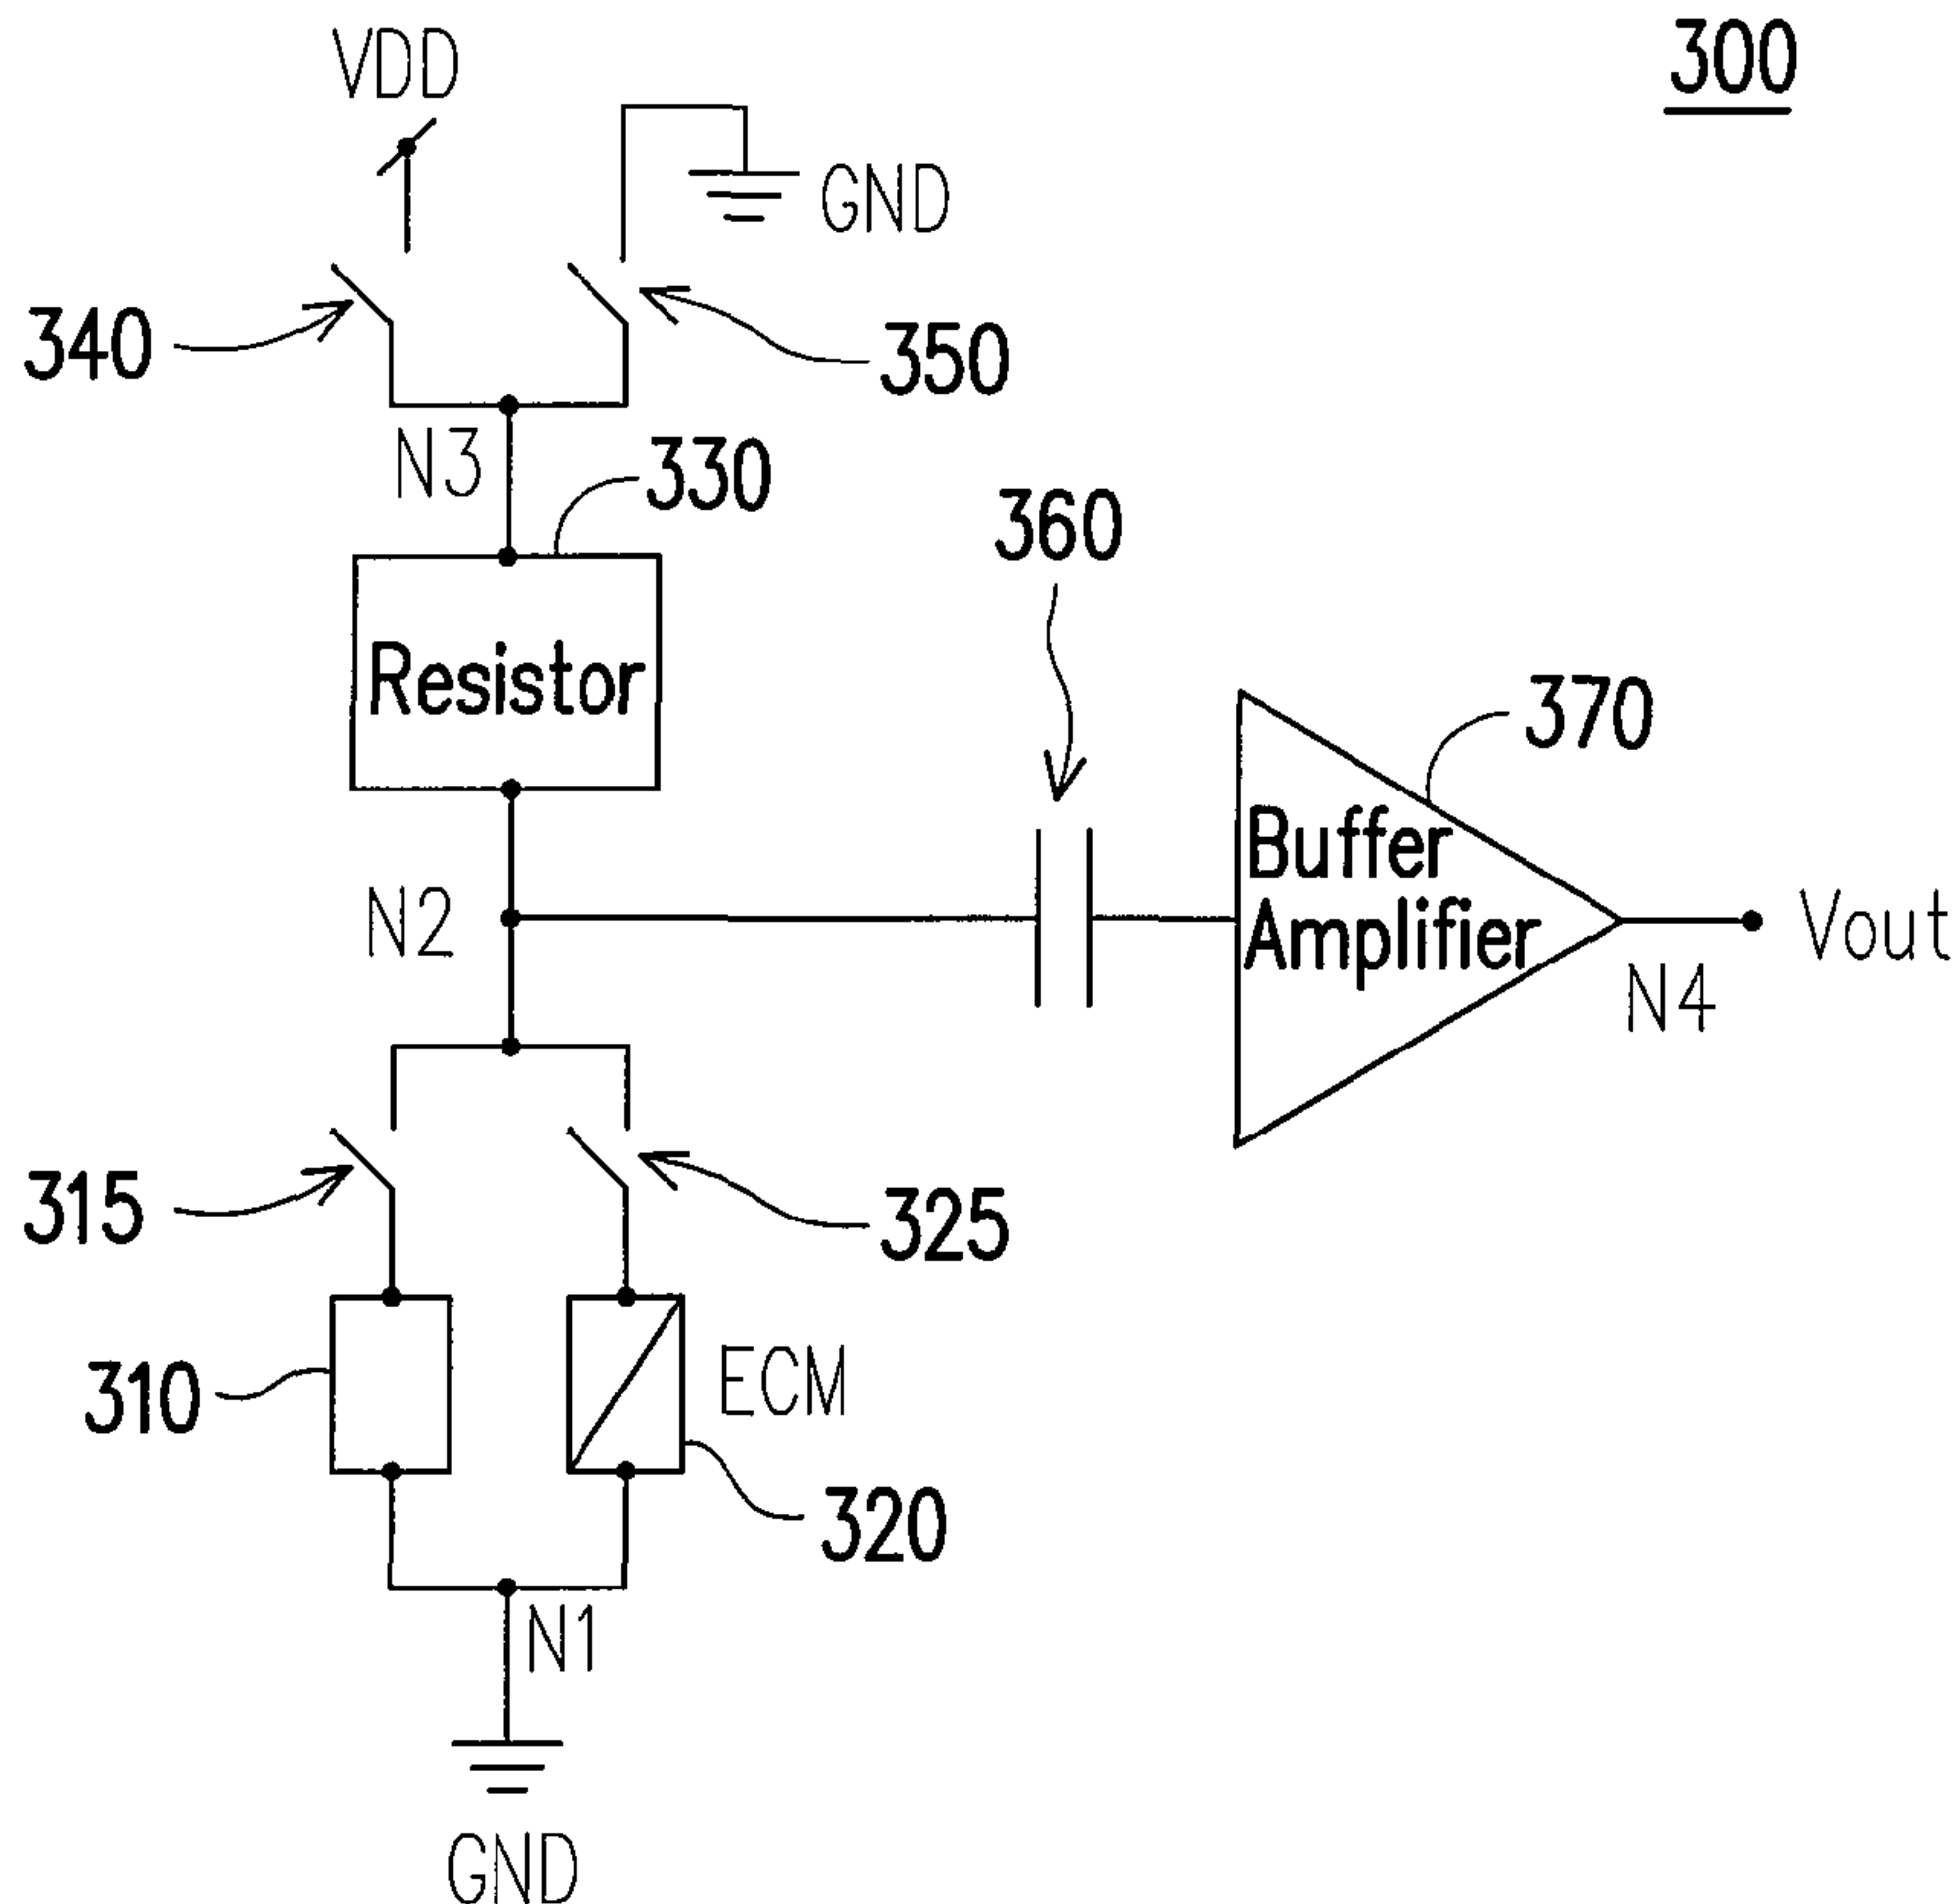 300
VDD
GND
340
350
N3
330
360
Resistor
370
Buffer
Amplifier
N2
Vout
N4
315
325
310
ECM
320
N1
GND